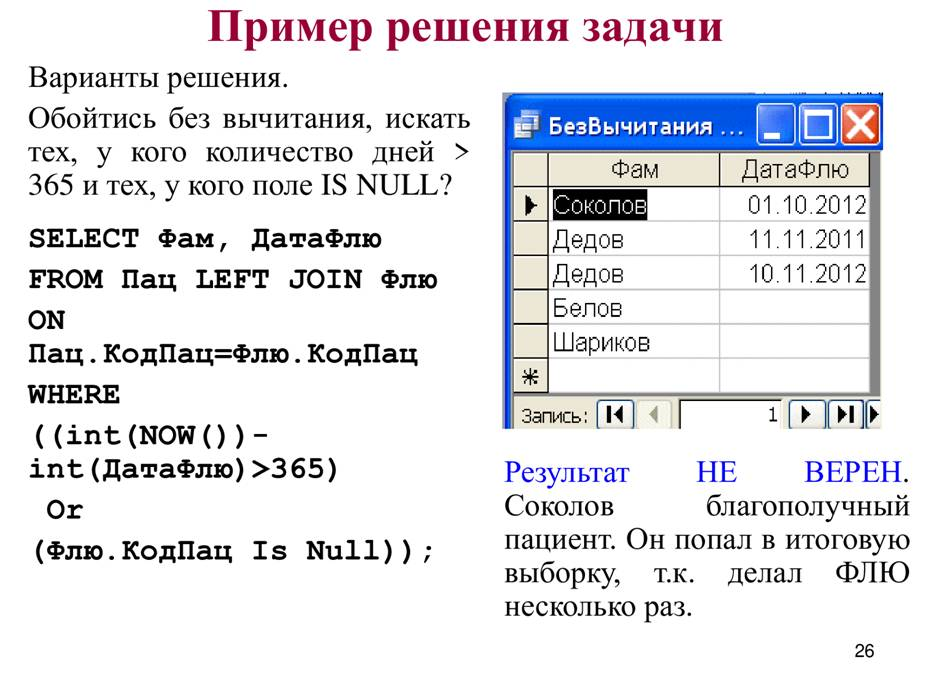 Пример решения задачи
Варианты решения.
Обойтись без вычитания, искать
тех, у кого количество дней >
365 и тех, у кого поле IS NULL?
SELECT Фам, ДатаФлю
FROM Пац LEFT JOIN Флю
ON
Пац.КодПац=Флю.КодПац
WHERE
((int(NOW())-
int(ДатаФлю)>365)
Or
(Флю.КодПац Is Null));
БезВычитания ...
Фам ДатаФлю
Соколов 01.10.2012
Дедов 11.11.2011
Дедов 10.11.2012
Белов
Шариков
Запись: 1
Результат НЕ ВЕРЕН.
Соколов благополучный
пациент. Он попал в итоговую
выборку, т.к. делал ФЛЮ
несколько раз.
26